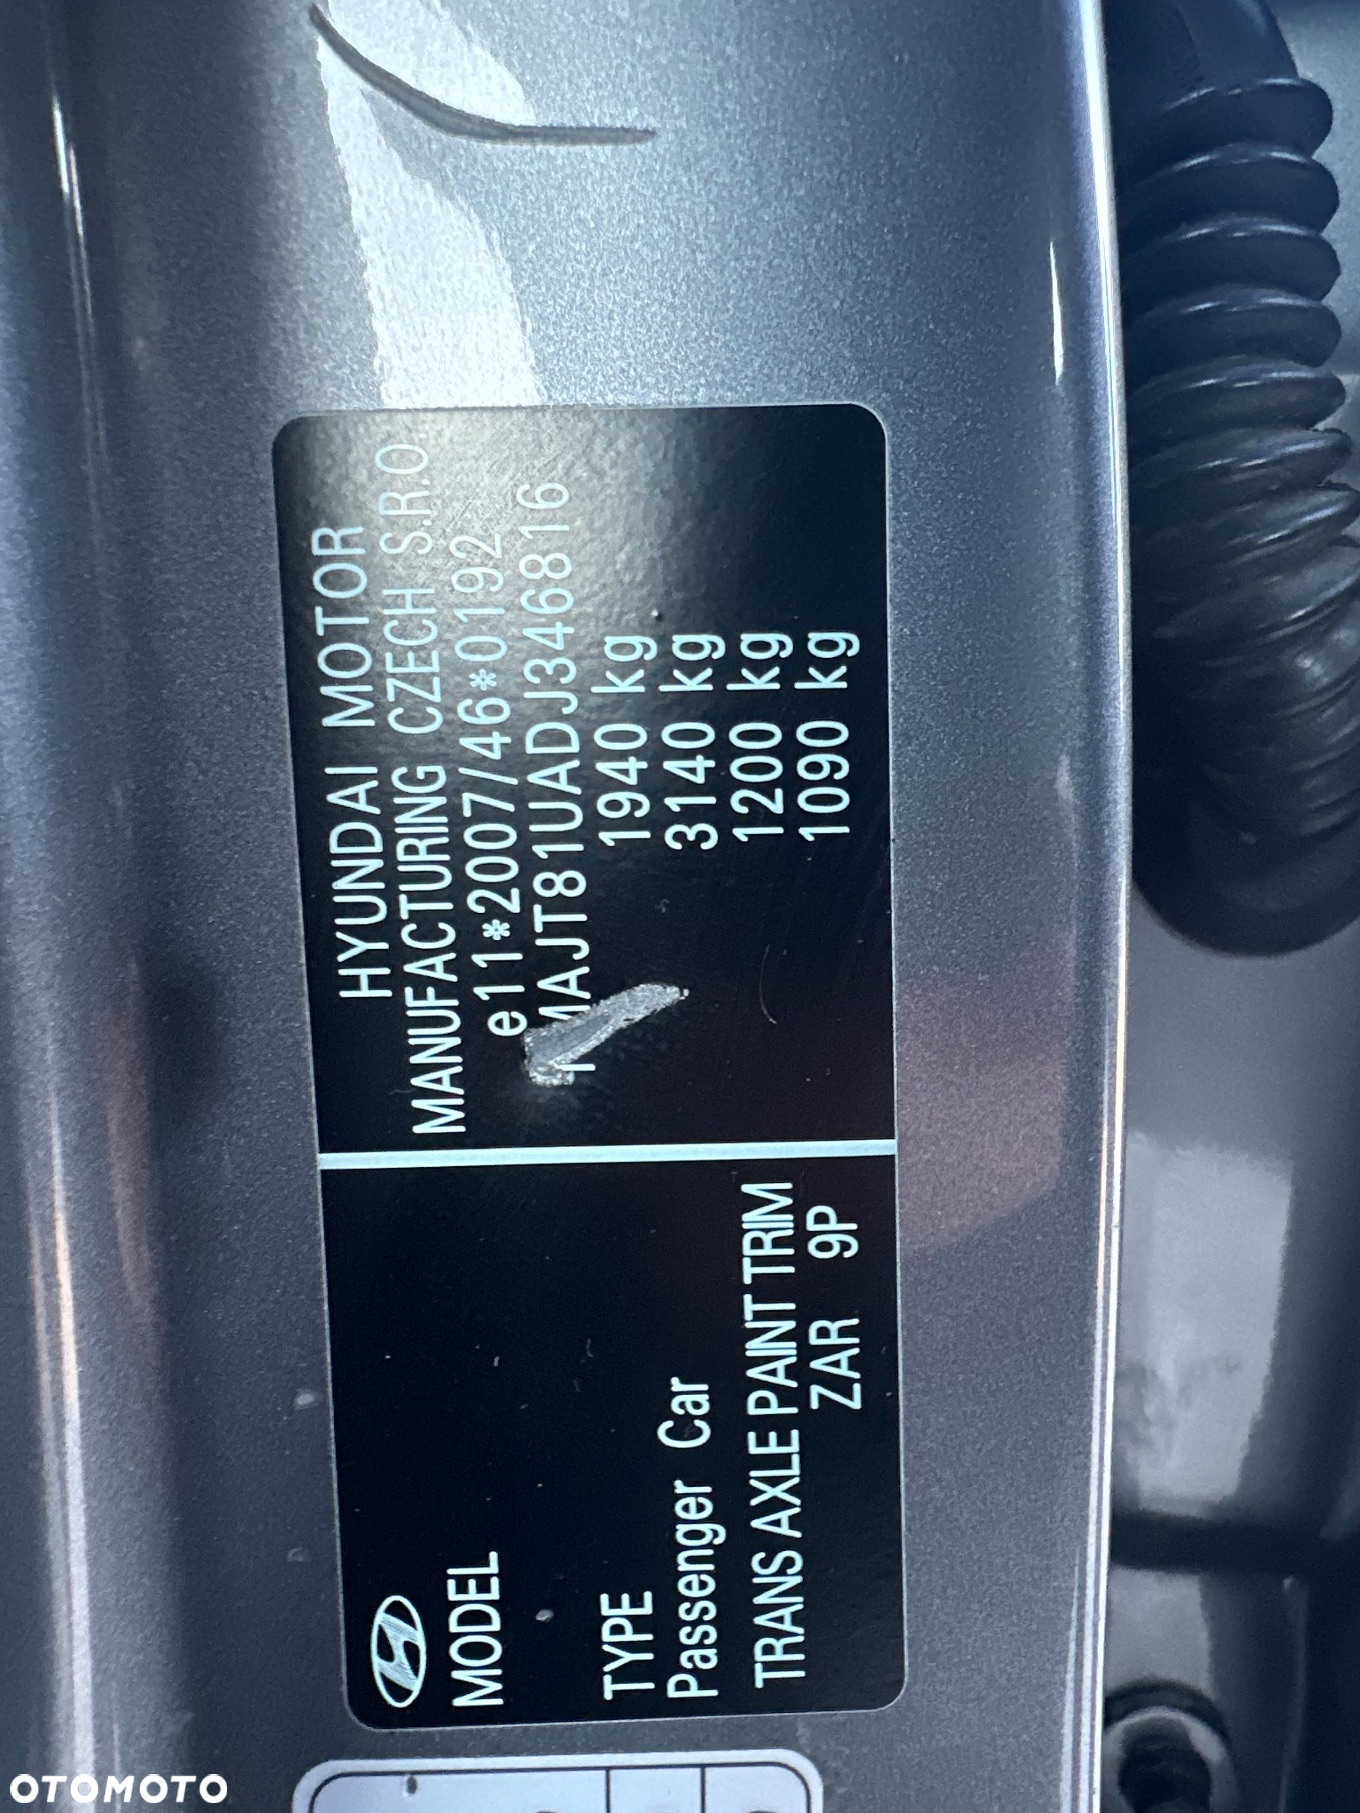 MODEL
TYPE
Passenger Car
TRANS AXLE PAINT TRIM
ZAR 9P
HYUNDAI MOTOR
MANUFACTURING CZECH S.R.O.
e11*2007/46*0192
1940 kg
3140 kg
1200 kg
1090 kg
OTOMOTO